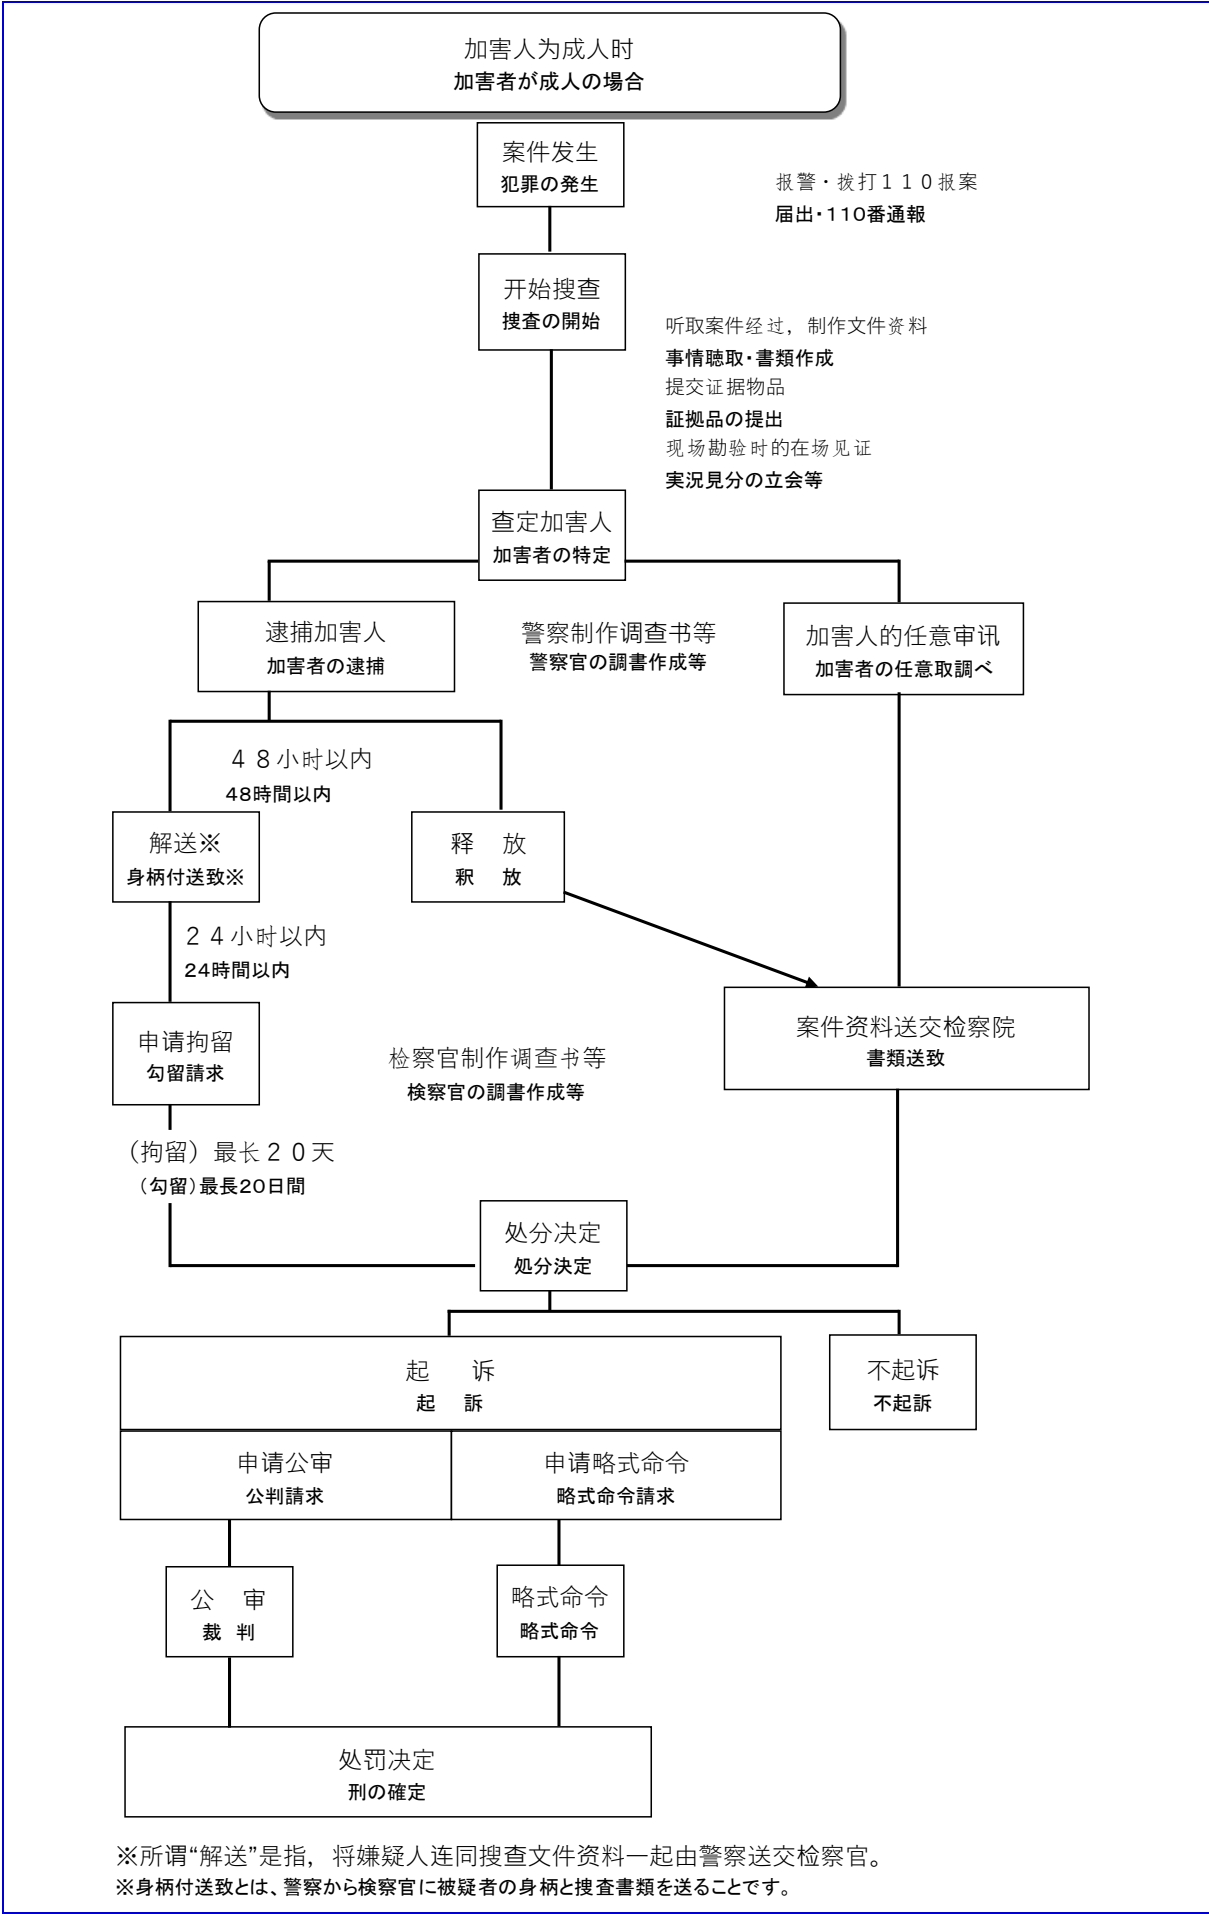 加害人为成人时
加害者が成人の場合
案件发生
犯罪の発生
报警・拨打１１０报案
届出・110番通報
开始搜查
捜査の開始
听取案件经过，制作文件资料
事情聴取・書類作成
提交证据物品
証拠品の提出
现场勘验时的在场见证
実況見分の立会等
查定加害人
加害者の特定
逮捕加害人
加害者の逮捕
警察制作调查书等
警察官の調書作成等
加害人的任意审讯
加害者の任意取調べ
４８小时以内
48時間以内
解送※
身柄付送致※
释　放
釈　放
２４小时以内
24時間以内
申请拘留
勾留請求
检察官制作调查书等
検察官の調書作成等
案件资料送交检察院
書類送致
（拘留）最长２０天
（勾留）最長20日間
处分决定
処分決定
起　诉
起　訴
不起诉
不起訴
申请公审
公判請求
申请略式命令
略式命令請求
公　审
裁　判
略式命令
略式命令
处罚决定
刑の確定
※所谓“解送”是指，将嫌疑人连同搜查文件资料一起由警察送交检察官。
※身柄付送致とは、警察から検察官に被疑者の身柄と捜査書類を送ることです。